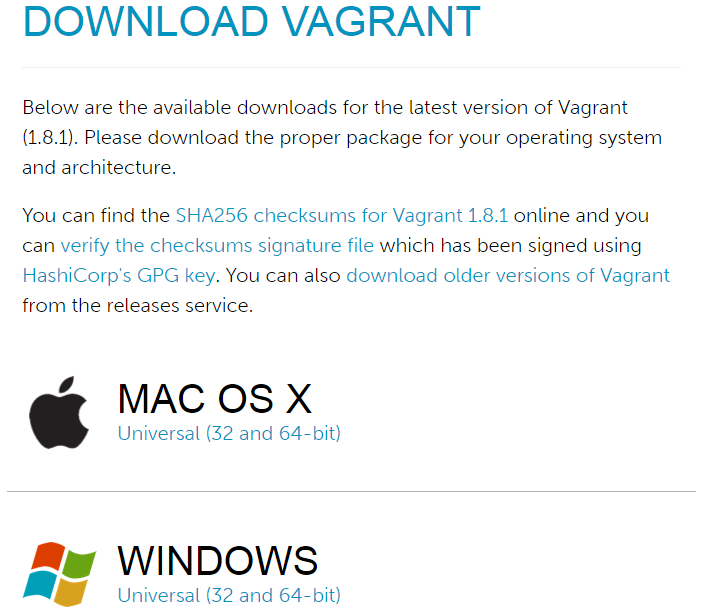 DOWNLOAD VAGRANT
Below are the available downloads for the latest version of Vagrant
(1.8.1). Please download the proper package for your operating system
and architecture.
You can find the SHA256 checksums for Vagrant 1.8.1 online and you
can verify the checksums signature file which has been signed using
HashiCorp's GPG key. You can also download older versions of Vagrant
from the releases service.
MAC OS X
Universal (32 and 64-bit)
WINDOWS
Universal (32 and 64-bit)